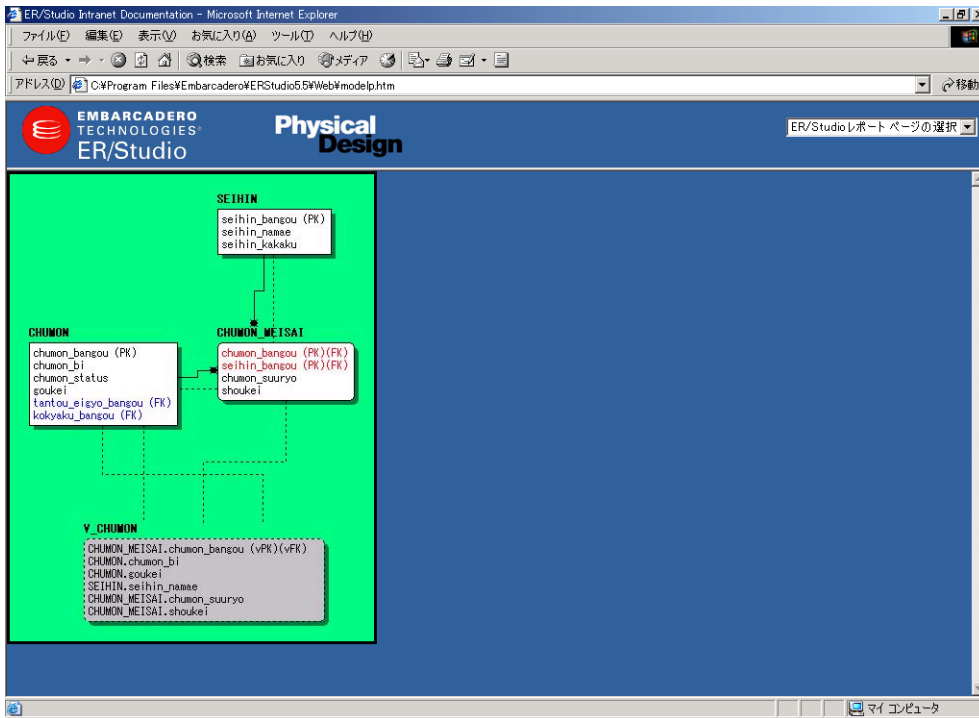 ER/Studio Intranet Documentation - Microsoft Internet Explorer
ファイル(F) 編集(E) 表示(V) お気に入り(A) ツール(T) ヘルプ(H)
戻る 検索 お気に入り メディア
アドレス(D) C:¥Program Files¥Embarcadero¥ERStudio5.5¥Web¥modelp.htm 移動
EMBARCADERO
TECHNOLOGIES
ER/Studio
Physical
Design
ER/Studioレポート ページの選択
SEIHIN
seihin_bangou (PK)
seihin_namae
seihin_kakaku
CHUMON
chumon_bangou (PK)
chumon_bi
chumon_status
goukei
tantou_eigyo_bangou (FK)
kokyaku_bangou (FK)
CHUMON_MEISAI
chumon_bangou (PK)(FK)
seihin_bangou (PK)(FK)
chumon_suuryo
shoukei
V_CHUMON
CHUMON_MEISAI.chumon_bangou (vPK)(vFK)
CHUMON.chumon_bi
CHUMON.goukei
SEIHIN.seihin_namae
CHUMON_MEISAI.chumon_suuryo
CHUMON_MEISAI.shoukei
マイ コンピュータ